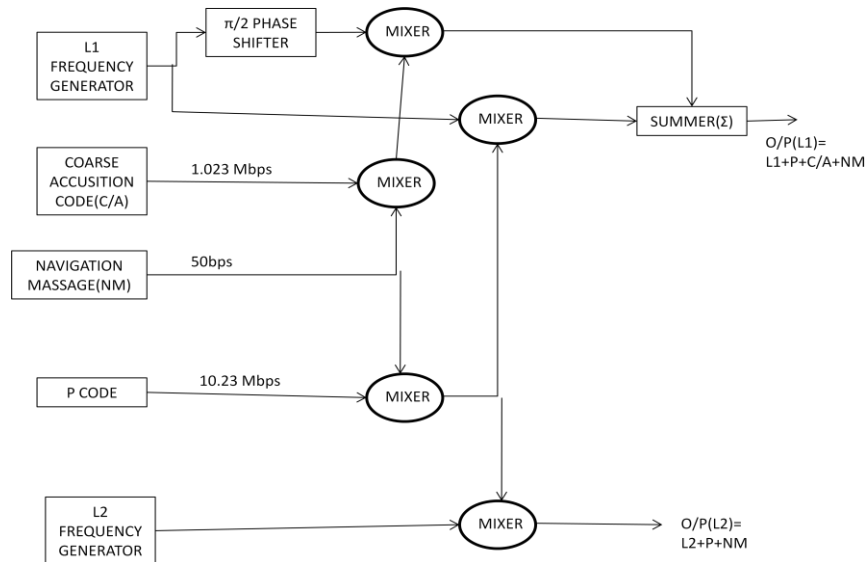 L1
FREQUENCY
GENERATOR
π/2 PHASE
SHIFTER
MIXER
MIXER
SUMMER(Σ)
O/P(L1)=
L1+P+C/A+NM
COARSE
ACCUSITION
CODE(C/A)
1.023 Mbps
MIXER
NAVIGATION
MASSAGE(NM)
50bps
P CODE
10.23 Mbps
MIXER
L2
FREQUENCY
GENERATOR
MIXER
O/P(L2)=
L2+P+NM